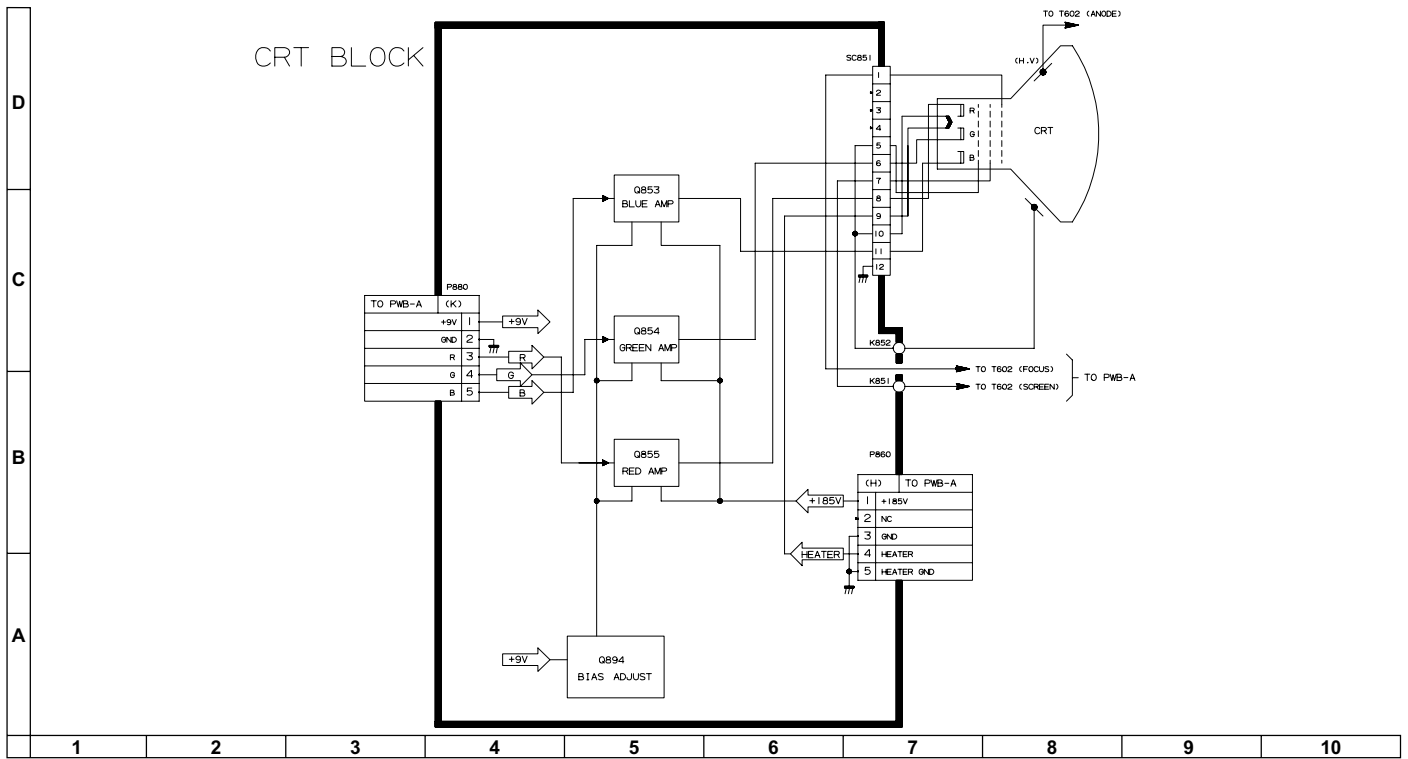 TO T602 (ANODE)
CRT BLOCK
SC851
(H.V)
D
1
2
3
4
5
6
7
8
9
10
11
12
R
G
B
CRT
Q853
BLUE AMP
C
P880
TO PWB-A (K)
+9V 1 +9V
GND 2
R 3 R
G 4 G
B 5 B
Q854
GREEN AMP
K852
TO T602 (FOCUS)
K851 TO T602 (SCREEN)
TO PWB-A
B
Q855
RED AMP
P860
(H) TO PWB-A
+185V 1 +185V
2 NC
3 GND
HEATER 4 HEATER
5 HEATER GND
A
+9V
Q894
BIAS ADJUST
1 2 3 4 5 6 7 8 9 10